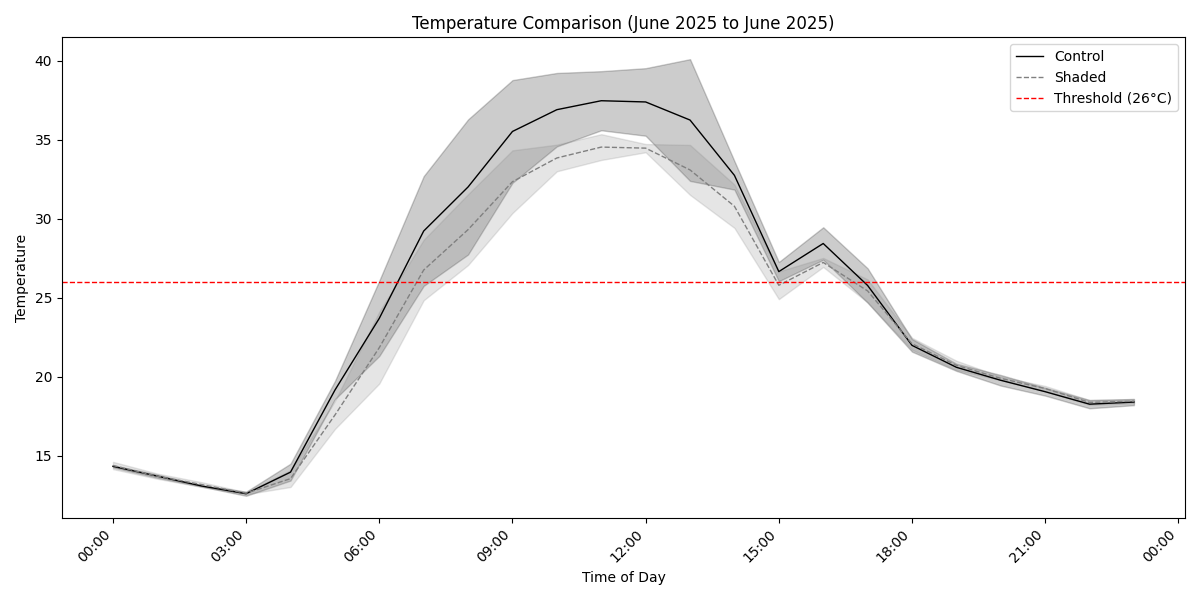 Temperature Comparison (June 2025 to June 2025)
Control
Shaded
Threshold (26°C)
Temperature
40
35
30
25
20
15
00:00
03:00
06:00
09:00
12:00
15:00
18:00
21:00
00:00
Time of Day